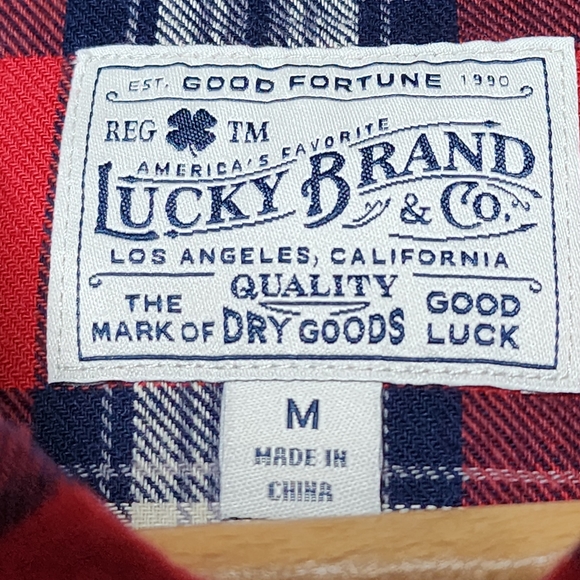 EST. GOOD FORTUNE 1990
REG TM
AMERICA'S FAVORITE
LUCKY BRAND
& Co.
LOS ANGELES, CALIFORNIA
QUALITY
THE MARK OF DRY GOODS GOOD LUCK
M
MADE IN
CHINA